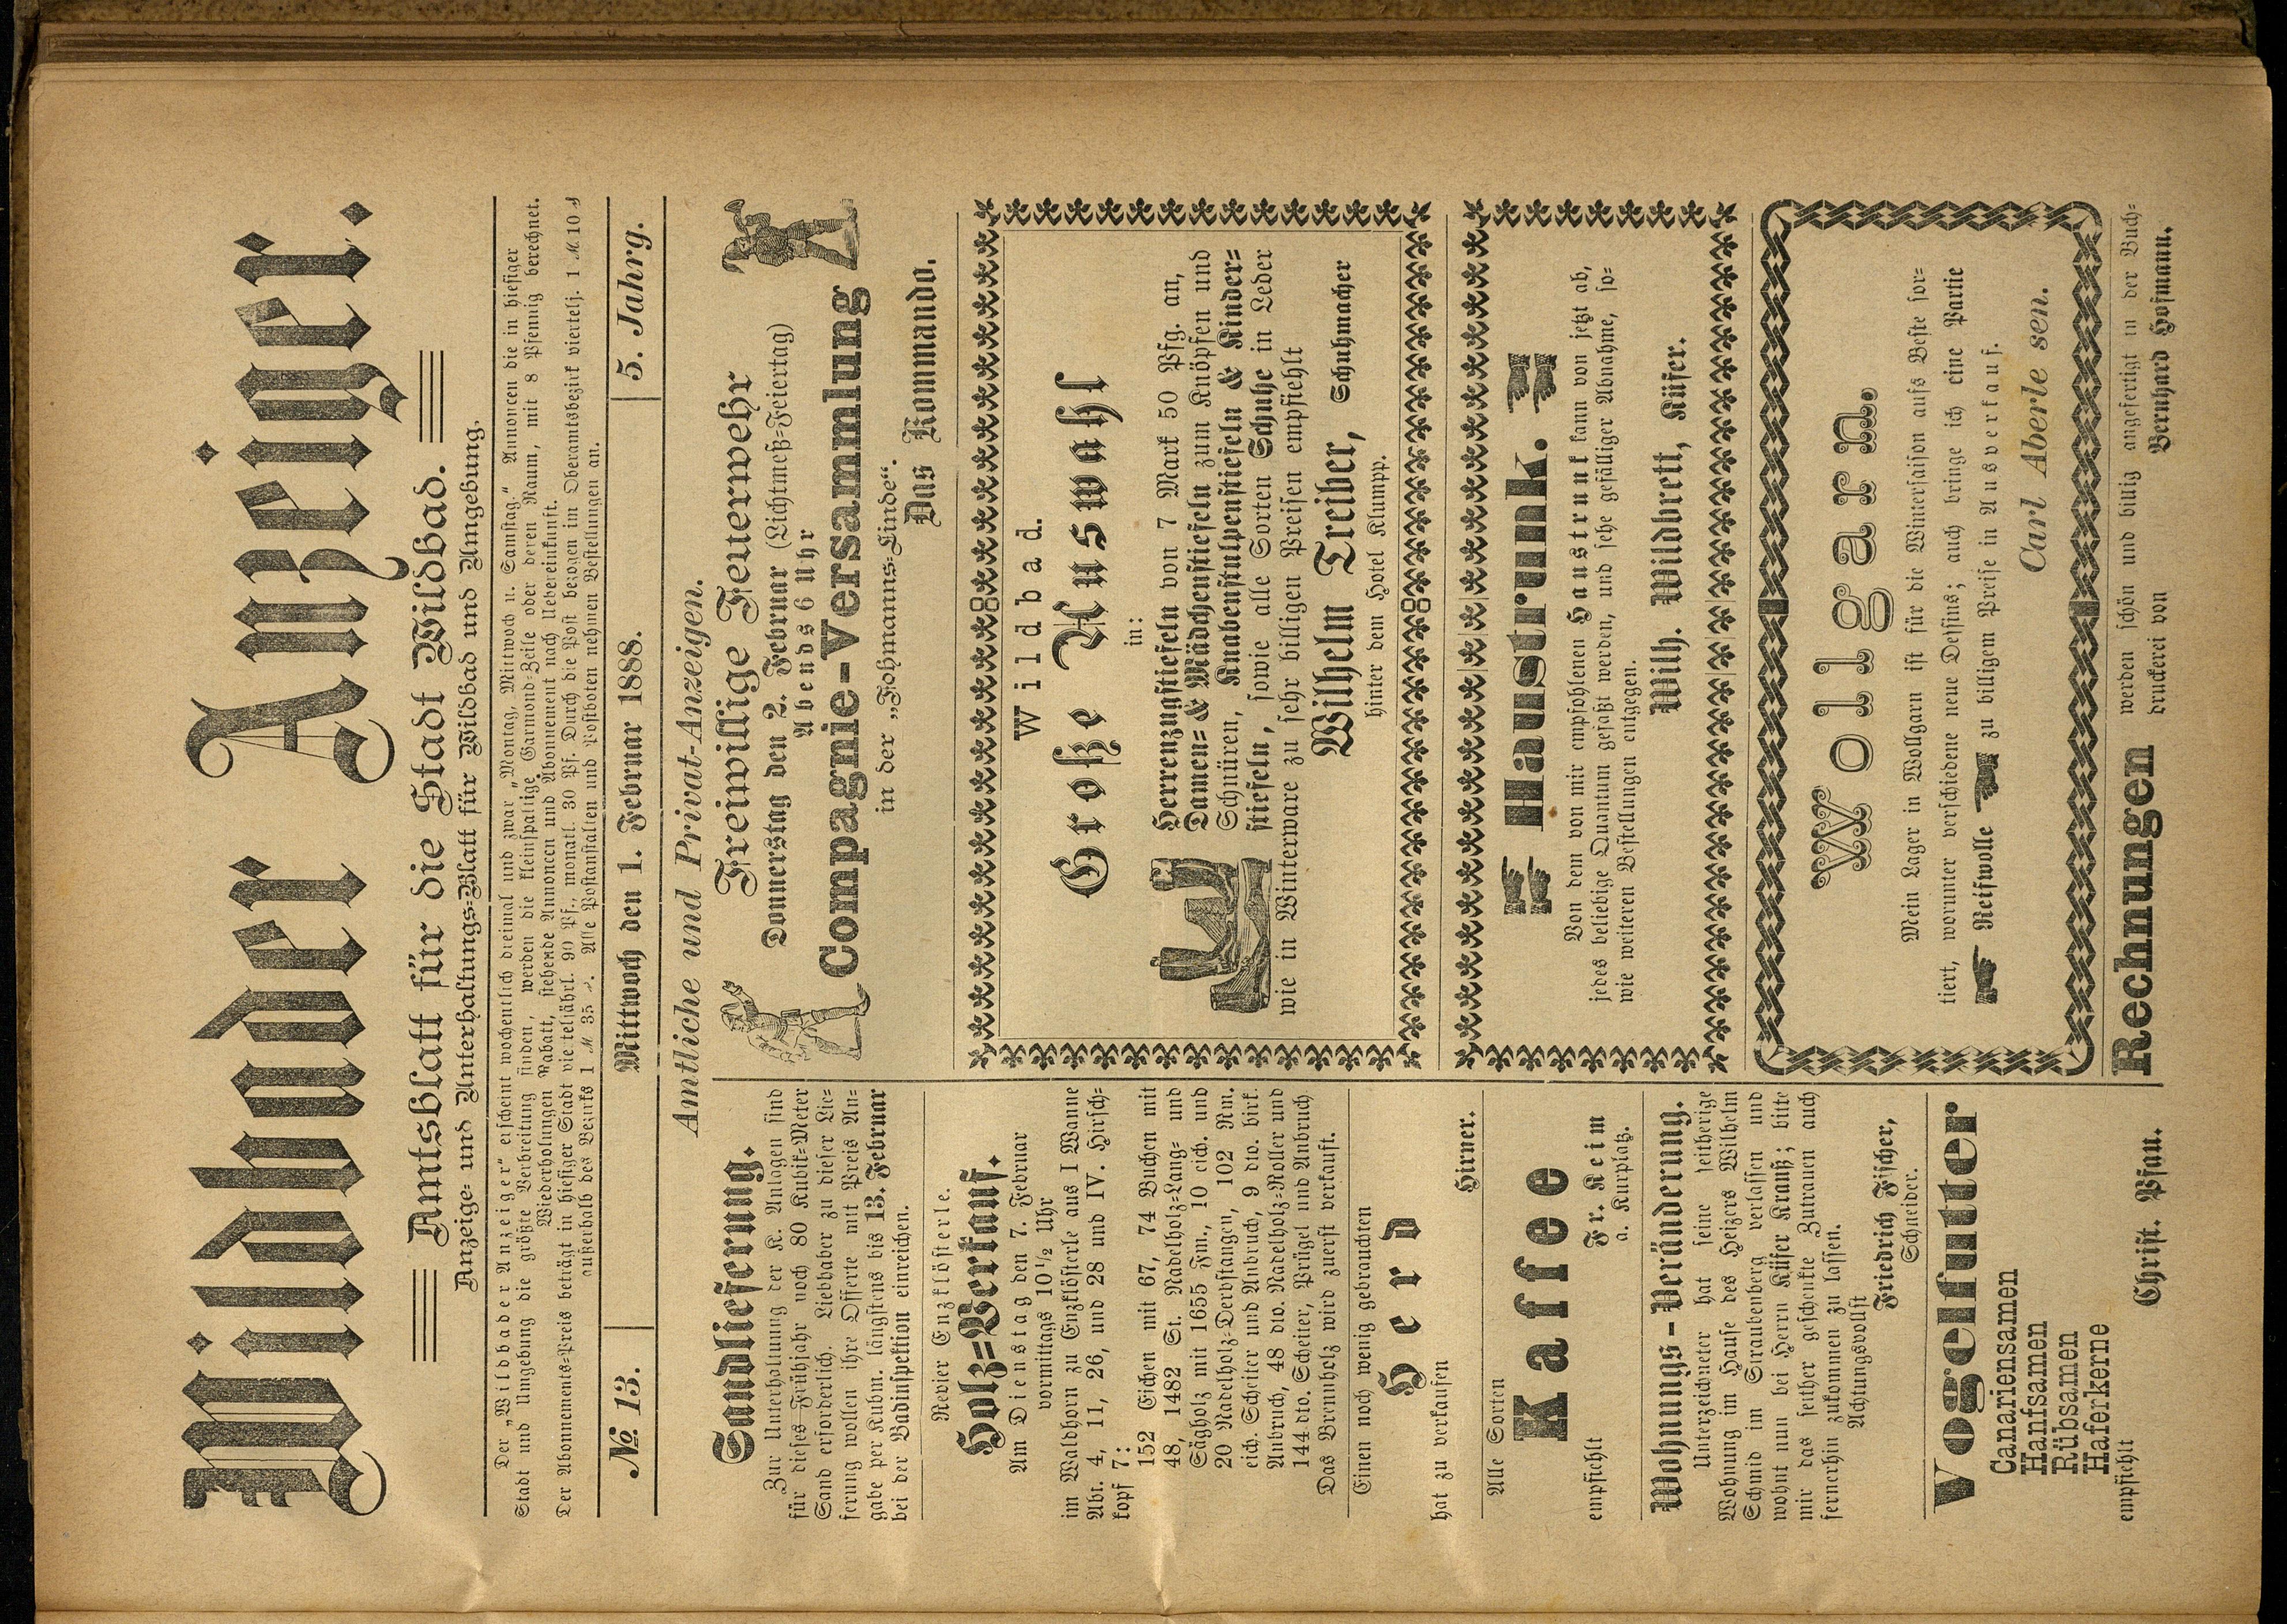 Wildbader Anzeiger.
Amtsblatt für die Stadt Wildbad.
Anzeige- und Unterhaltungs-Blatt für Wildbad und Umgebung.
Der „Wildbader Anzeiger“ erscheint wochentlich dreimal und zwar „Montag, Mittwoch u. Samstag.“ Annoncen die in hiesiger
Stadt und Umgebung die größte Verbreitung finden, werden die kleinspaltige Garmond-Zeile oder deren Raum, mit 8 Pfennig berechnet.
Wiederholungen Rabatt, stehende Annoncen und Abonnement nach Uebereinkunft.
Der Abonnements-Preis beträgt in hiesiger Stadt vierteljährl. 90 Pf., monatl. 30 Pf. Durch die Post bezogen im Oberamtsbezirk viertelj. 1 ℳ 10 ₰
außerhalb des Bezirks 1 ℳ 35 ₰. Alle Postanstalten und Postboten nehmen Bestellungen an.
№ 13.
Mittwoch den 1. Februar 1888.
5. Jahrg.
Amtliche und Privat-Anzeigen.
Sandlieferung.
Zur Unterhaltung der K. Anlagen sind
für dieses Frühjahr noch 80 Kubik-Meter
Sand erforderlich. Liebhaber zu dieser Lie-
ferung wollen ihre Offerte mit Preis An-
gabe per Kubm. längstens bis 13. Februar
bei der Badinspektion einreichen.
Revier Enzklösterle.
Holz=Verkauf.
Am Dienstag den 7. Februar
vormittags 10½ Uhr
im Waldhorn zu Enzklösterle aus I Wanne
Abt. 4, 11, 26, und 28 und IV. Hirsch-
kopf 7:
152 Eichen mit 67, 74 Buchen mit
48, 1482 St. Nadelholz-Lang- und
Sägholz mit 1655 Fm., 10 eich. und
20 Nadelholz-Derbstangen, 102 Rm.
eich. Scheiter und Anbruch, 9 dto. birk.
Anbruch, 48 dto. Nadelholz-Roller und
144 dto. Scheiter, Prügel und Anbruch
Das Brennholz wird zuerst verkauft.
Einen noch wenig gebrauchten
Herd
hat zu verkaufen
Hirner.
Alle Sorten
Kaffee
empfiehlt
Fr. Keim
a. Kurplatz.
Wohnungs-Veränderung.
Unterzeichneter hat seine seitherige
Wohnung im Hause des Heizers Wilhelm
Schmid im Straubenberg verlassen und
wohnt nun bei Herrn Küfer Krauß; bitte
mir das seither geschenkte Zutrauen auch
fernerhin zukommen zu lassen.
Achtungsvollst
Friedrich Fischer,
Schneider.
Vogelfutter
Canariensamen
Hanfsamen
Rübsamen
Haferkerne
empfiehlt
Christ. Pfau.
Freiwillige Feuerwehr
Donnerstag den 2. Februar (Lichtmeß-Feiertag)
Abends 6 Uhr
Compagnie-Versammlung
in der „Fohmanns-Linde“.
Das Kommando.
Wildbad.
Große Auswahl
in:
Herrenzugstiefeln von 7 Mark 50 Pfg. an,
Damen- & Mädchenstiefeln zum Knöpfen und
Schnüren, Knabenstulpenstiefeln & Kinder-
stiefeln, sowie alle Sorten Schuhe in Leder
wie in Winterware zu sehr billigen Preisen empfiehlt
Wilhelm Treiber, Schuhmacher
hinter dem Hotel Klumpp.
Haustrunk.
Von dem von mir empfohlenen Haustrunk kann von jetzt ab,
jedes beliebige Quantum gefaßt werden, und sehe gefälliger Abnahme, so-
wie weiteren Bestellungen entgegen.
Wilh. Wildbrett, Küfer.
Wollgarn.
Mein Lager in Wollgarn ist für die Wintersaison aufs Beste sor-
tiert, worunter verschiedene neue Dessins; auch bringe ich eine Partie
Reifwolle zu billigem Preise in Ausverkauf.
Carl Aberle sen.
Rechnungen werden schön und billig angefertigt in der Buch-
druckerei von Bernhard Hofmann.